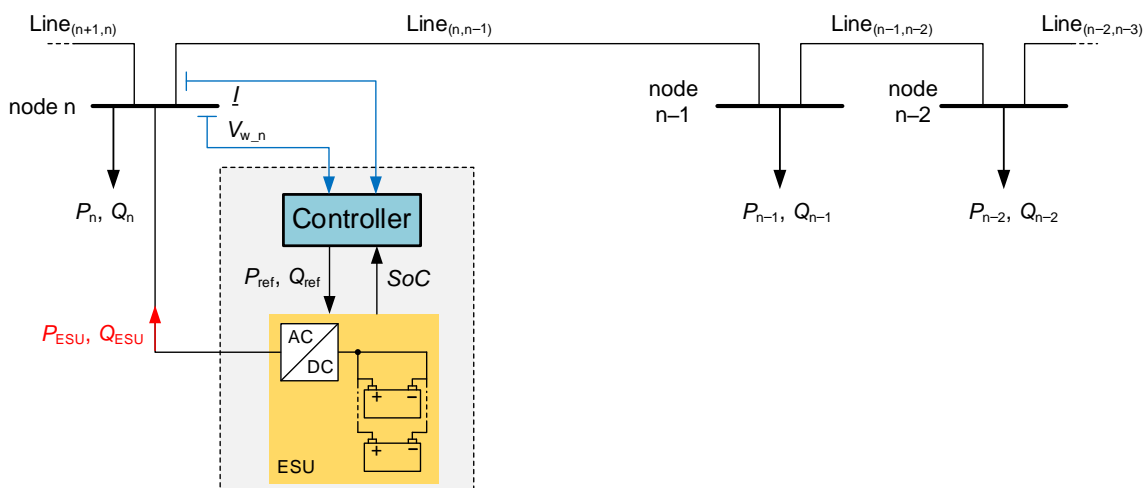 Line(n+1,n)
Line(n,n−1)
Line(n−1,n−2)
Line(n−2,n−3)
node n
I
node
n−1
node
n−2
Vw_n
Pn, Qn
Controller
Pn−1, Qn−1
Pn−2, Qn−2
Pref, Qref
SoC
PESU, QESU
AC
DC
+ −
+ −
ESU